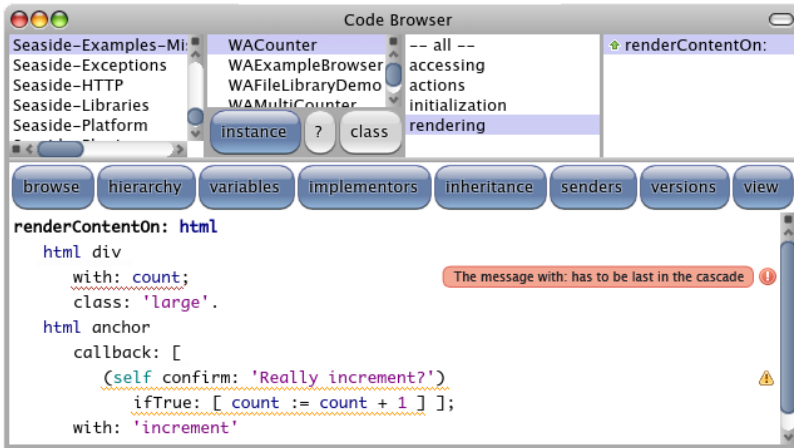 Code Browser
Seaside-Examples-Mi
Seaside-Exceptions
Seaside-HTTP
Seaside-Libraries
Seaside-Platform
WACounter
WAExampleBrowser
WAFileLibraryDemo
WAMultiCounter
instance ? class
-- all --
accessing
actions
initialization
rendering
renderContentOn:
browse hierarchy variables implementors inheritance senders versions view
renderContentOn: html
html div
with: count;
The message with: has to be last in the cascade
class: 'large'.
html anchor
callback: [
(self confirm: 'Really increment?')
ifTrue: [ count := count + 1 ] ];
with: 'increment'